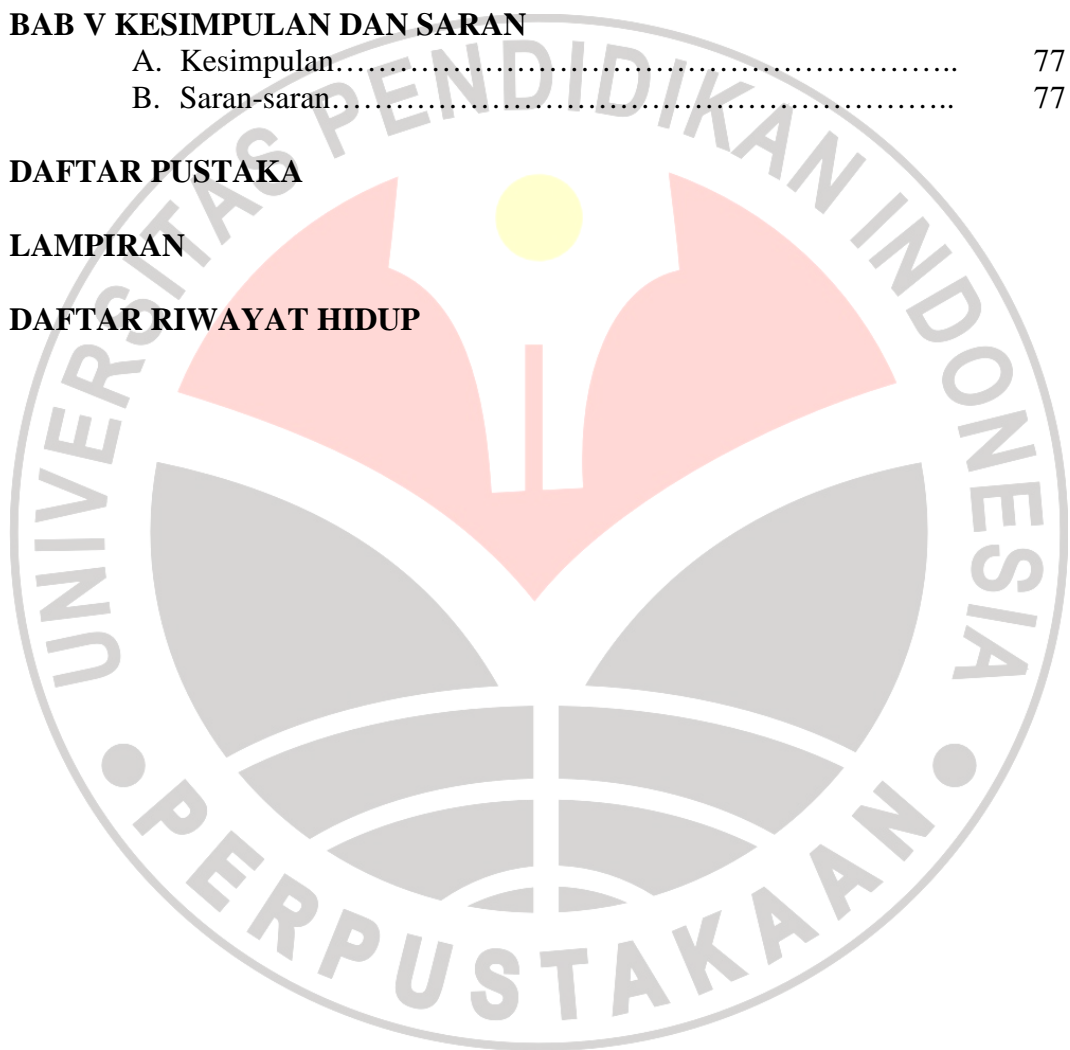 BAB V KESIMPULAN DAN SARAN
A. Kesimpulan…………………………………………………….. 77
B. Saran-saran…………………………………………………….. 77
DAFTAR PUSTAKA
LAMPIRAN
DAFTAR RIWAYAT HIDUP
UNIVERSITAS PENDIDIKAN INDONESIA
PERPUSTAKAAN